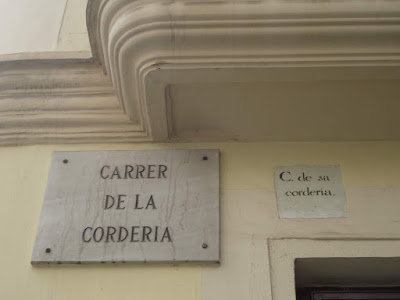 CARRER
DE LA
CORDERIA
C. de sa
corderia.